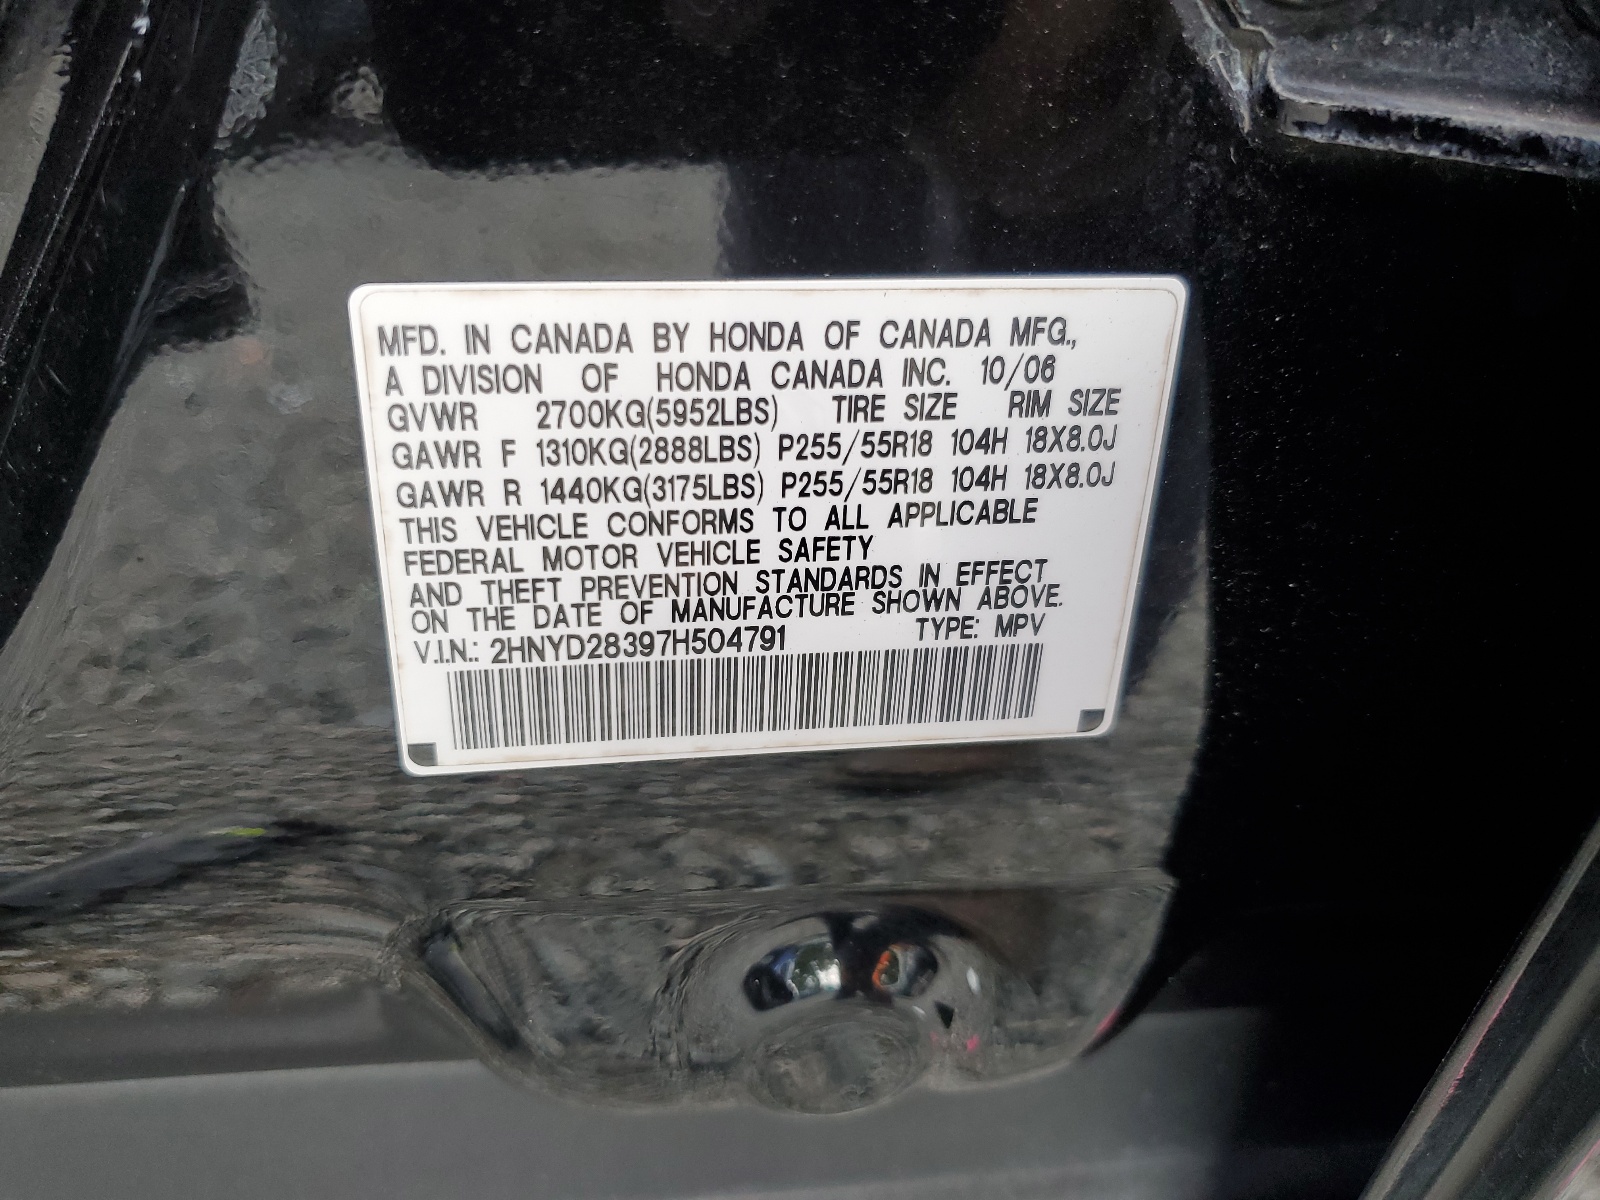 MFD. IN CANADA BY HONDA OF CANADA MFG.,
A DIVISION OF HONDA CANADA INC. 10/06
GVWR 2700KG(5952LBS) TIRE SIZE RIM SIZE
GAWR F 1310KG(2888LBS) P255/55R18 104H 18X8.0J
GAWR R 1440KG(3175LBS) P255/55R18 104H 18X8.0J
THIS VEHICLE CONFORMS TO ALL APPLICABLE
FEDERAL MOTOR VEHICLE SAFETY
AND THEFT PREVENTION STANDARDS IN EFFECT
ON THE DATE OF MANUFACTURE SHOWN ABOVE.
V.I.N.: 2HNYD28397H504791 TYPE: MPV